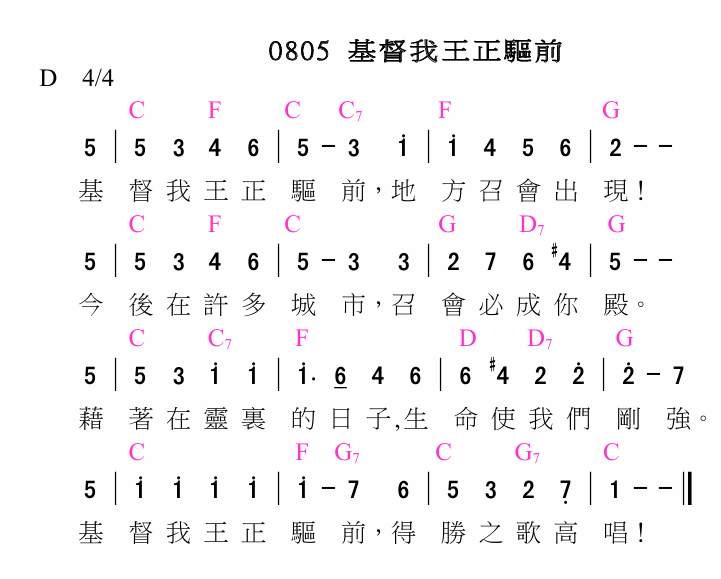 0805 基督我王正驅前
D 4/4
C F C C7 F G
5 | 5 3 4 6 | 5 - 3 i | i 4 5 6 | 2 - -
基 督我王正 驅 前，地 方召會出 現！
C F C G D7 G
5 | 5 3 4 6 | 5 - 3 3 | 2 7 6 #4 | 5 - -
今 後在許多 城 市，召 會必成你 殿。
C C7 F D D7 G
5 | 5 3 i i | i. 6 4 6 | 6 #4 2 2̇ | 2̇ - 7
藉 著在靈裏 的日子,生 命使我們 剛 強。
C F G7 C G7 C
5 | i i i i | i - 7 6 | 5 3 2 7̣ | 1 - - ‖
基 督我王正 驅 前，得 勝之歌高 唱！